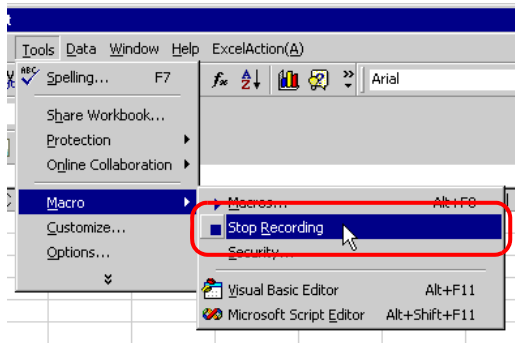 Tools Data Window Help ExcelAction(A)
ABC Spelling... F7
Arial
Share Workbook...
Protection
Online Collaboration
Macro
Macros... Alt+F8
Customize...
Stop Recording
Options...
Security...
Visual Basic Editor Alt+F11
Microsoft Script Editor Alt+Shift+F11